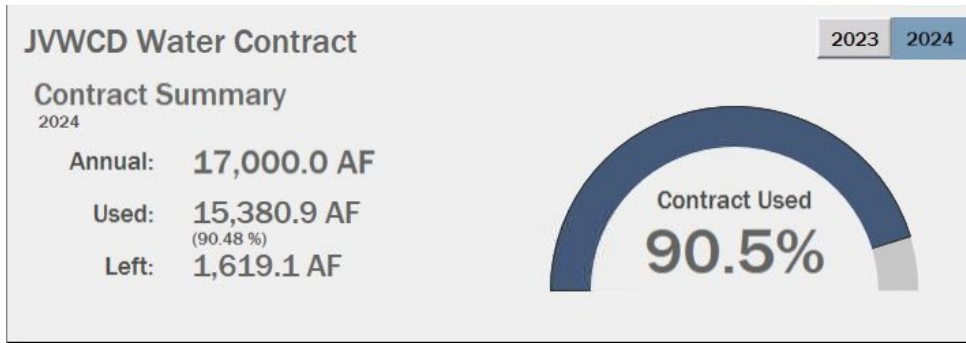 JVWCD Water Contract
2023 2024
Contract Summary
2024
Annual: 17,000.0 AF
Used: 15,380.9 AF
(90.48 %)
Left: 1,619.1 AF
Contract Used
90.5%